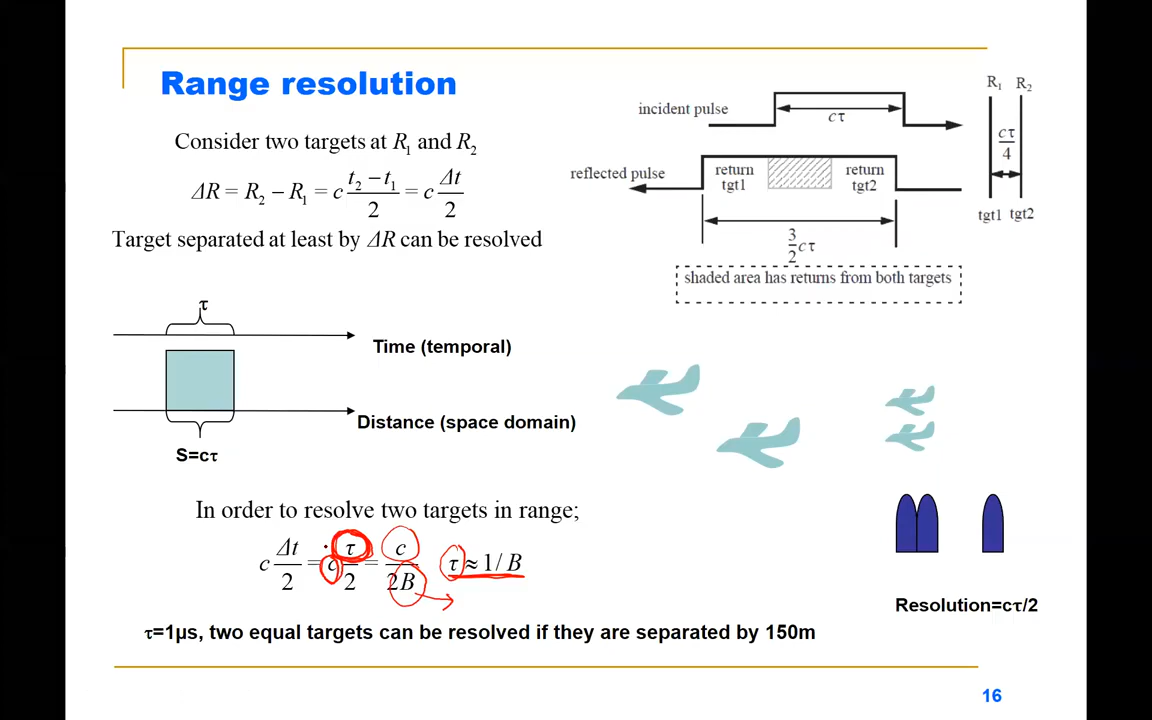 Range resolution
Consider two targets at R₁ and R₂
ΔR = R₂ − R₁ = c (t₂ − t₁)/2 = c Δt/2
Target separated at least by ΔR can be resolved
incident pulse
cτ
reflected pulse
return tgt1
return tgt2
3/2 cτ
shaded area has returns from both targets
R₁ R₂
cτ/4
tgt1 tgt2
τ
Time (temporal)
Distance (space domain)
S=cτ
In order to resolve two targets in range;
c Δt/2 = c τ/2 = c/2B τ ≈ 1/B
Resolution=cτ/2
τ=1μs, two equal targets can be resolved if they are separated by 150m
16